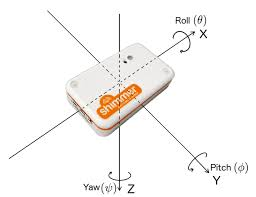 Roll (θ)
X
shimmer
Pitch (ϕ)
Y
Yaw(ψ)
Z